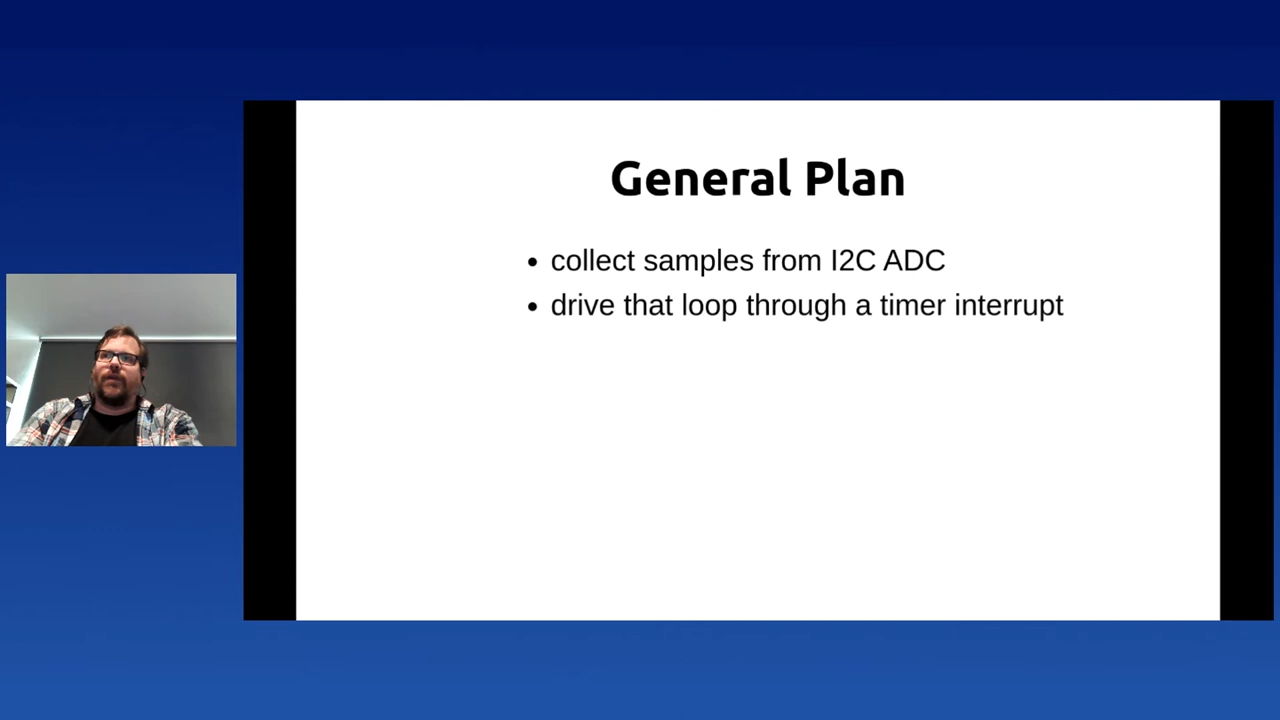 General Plan
• collect samples from I2C ADC
• drive that loop through a timer interrupt